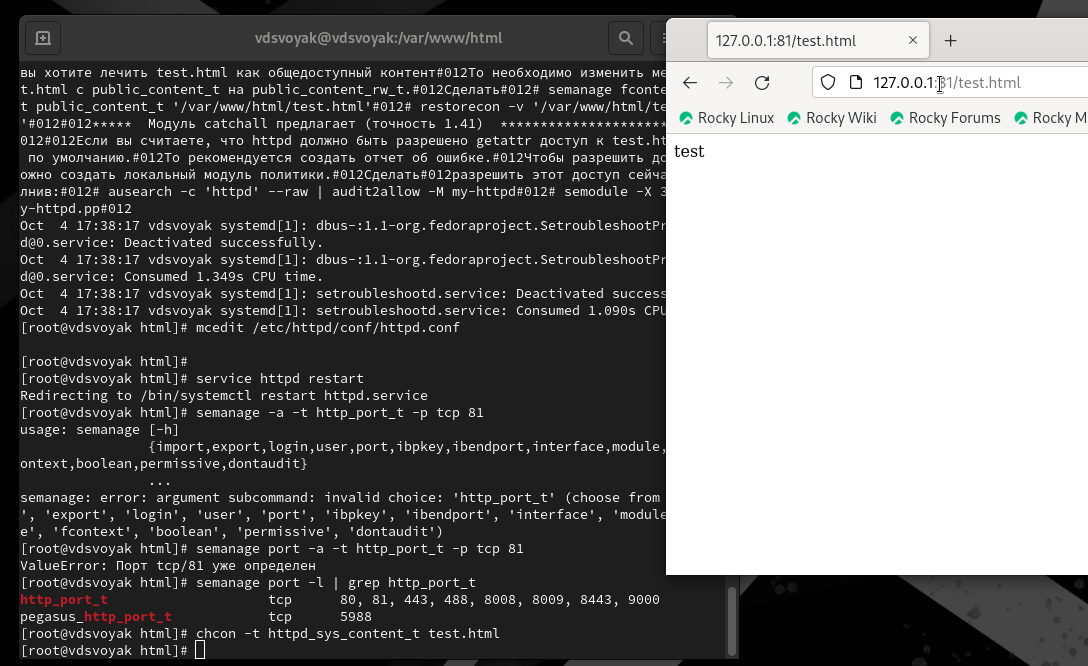 vdsvoyak@vdsvoyak:/var/www/html
вы хотите лечить test.html как общедоступный контент#012То необходимо изменить ме
t.html с public_content_t на public_content_rw_t.#012Сделать#012# semanage fconte
t public_content_t '/var/www/html/test.html'#012# restorecon -v '/var/www/html/te
'#012#012***** Модуль catchall предлагает (точность 1.41) *********************
012#012Если вы считаете, что httpd должно быть разрешено getattr доступ к test.ht
по умолчанию.#012То рекомендуется создать отчет об ошибке.#012Чтобы разрешить до
ожно создать локальный модуль политики.#012Сделать#012разрешить этот доступ сейча
лнив:#012# ausearch -c 'httpd' --raw | audit2allow -M my-httpd#012# semodule -X 3
y-httpd.pp#012
Oct  4 17:38:17 vdsvoyak systemd[1]: dbus-:1.1-org.fedoraproject.SetroubleshootPr
d@0.service: Deactivated successfully.
Oct  4 17:38:17 vdsvoyak systemd[1]: dbus-:1.1-org.fedoraproject.SetroubleshootPr
d@0.service: Consumed 1.349s CPU time.
Oct  4 17:38:17 vdsvoyak systemd[1]: setroubleshootd.service: Deactivated success
Oct  4 17:38:17 vdsvoyak systemd[1]: setroubleshootd.service: Consumed 1.090s CPU
[root@vdsvoyak html]# mcedit /etc/httpd/conf/httpd.conf
[root@vdsvoyak html]#
[root@vdsvoyak html]# service httpd restart
Redirecting to /bin/systemctl restart httpd.service
[root@vdsvoyak html]# semanage -a -t http_port_t -p tcp 81
usage: semanage [-h]
{import,export,login,user,port,ibpkey,ibendport,interface,module,
ontext,boolean,permissive,dontaudit}
...
semanage: error: argument subcommand: invalid choice: 'http_port_t' (choose from
', 'export', 'login', 'user', 'port', 'ibpkey', 'ibendport', 'interface', 'module
e', 'fcontext', 'boolean', 'permissive', 'dontaudit')
[root@vdsvoyak html]# semanage port -a -t http_port_t -p tcp 81
ValueError: Порт tcp/81 уже определен
[root@vdsvoyak html]# semanage port -l | grep http_port_t
http_port_t tcp 80, 81, 443, 488, 8008, 8009, 8443, 9000
pegasus_http_port_t tcp 5988
[root@vdsvoyak html]# chcon -t httpd_sys_content_t test.html
[root@vdsvoyak html]#
127.0.0.1:81/test.html
127.0.0.1:81/test.html
Rocky Linux Rocky Wiki Rocky Forums Rocky M
test